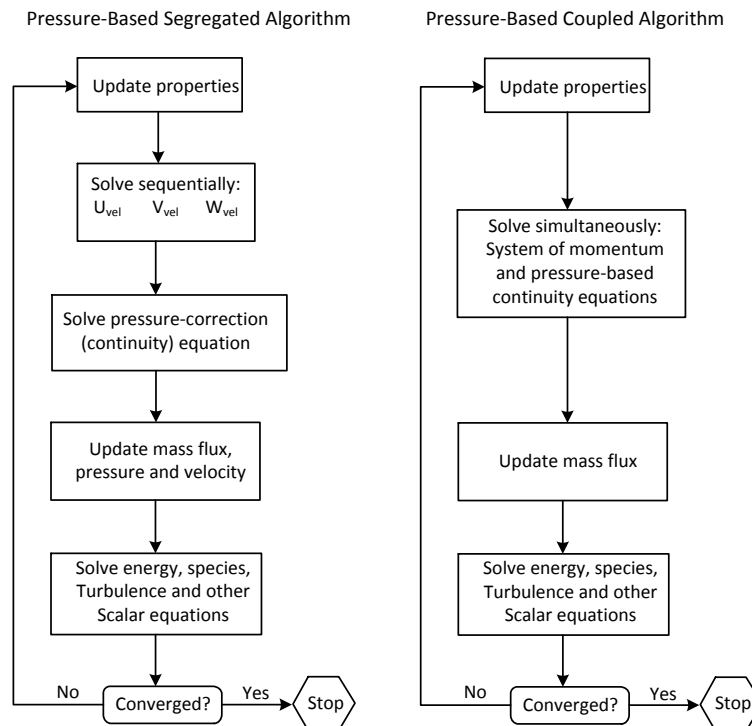 Pressure-Based Segregated Algorithm
Update properties
Solve sequentially:
Uvel Vvel Wvel
Solve pressure-correction
(continuity) equation
Update mass flux,
pressure and velocity
Solve energy, species,
Turbulence and other
Scalar equations
No
Converged?
Yes
Stop
Pressure-Based Coupled Algorithm
Update properties
Solve simultaneously:
System of momentum
and pressure-based
continuity equations
Update mass flux
Solve energy, species,
Turbulence and other
Scalar equations
No
Converged?
Yes
Stop